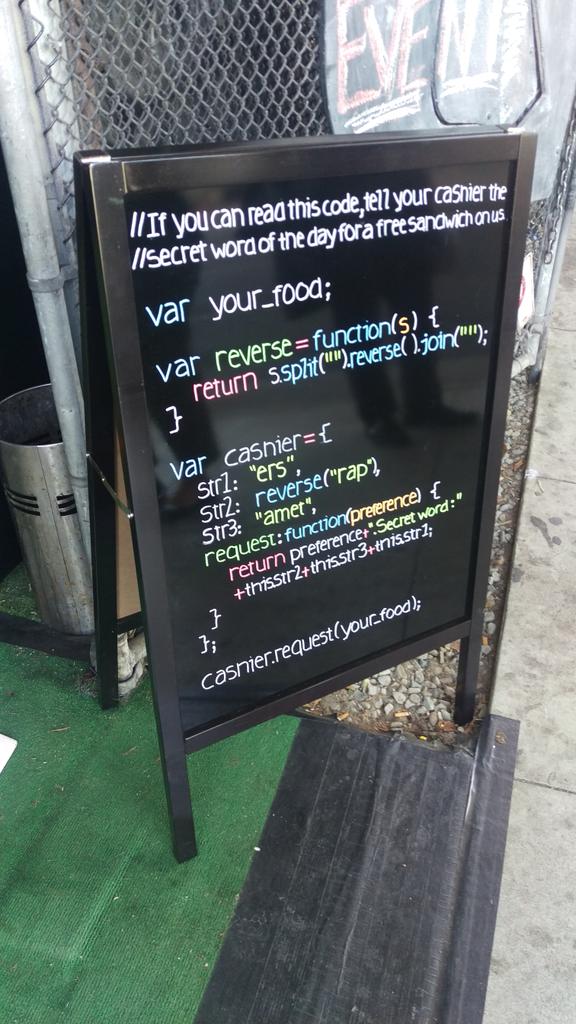 EVENT
//If you can read this code, tell your cashier the
//secret word of the day for a free sandwich on us
var your_food;
var reverse = function(s) {
return s.split("").reverse( ).join("");
}
var cashier = {
str1: "ers",
str2: reverse("rap"),
str3: "amet",
request: function(preference) {
return preference+".Secret word:"
+this.str2+this.str3+this.str1;
}
};
cashier.request(your_food);